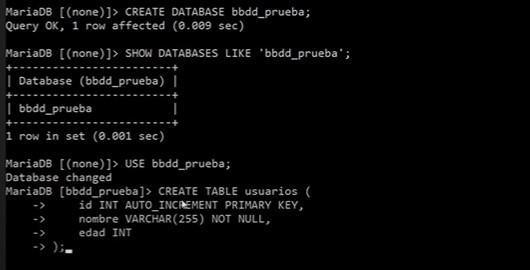 MariaDB [(none)]> CREATE DATABASE bbdd_prueba;
Query OK, 1 row affected (0.009 sec)
MariaDB [(none)]> SHOW DATABASES LIKE 'bbdd_prueba';
+------------------------+
| Database (bbdd_prueba) |
+------------------------+
| bbdd_prueba            |
+------------------------+
1 row in set (0.001 sec)
MariaDB [(none)]> USE bbdd_prueba;
Database changed
MariaDB [bbdd_prueba]> CREATE TABLE usuarios (
    ->     id INT AUTO_INCREMENT PRIMARY KEY,
    ->     nombre VARCHAR(255) NOT NULL,
    ->     edad INT
    -> );